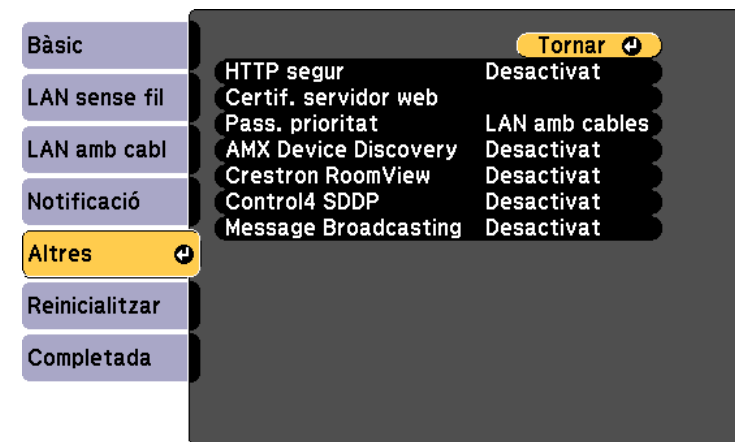 Bàsic
LAN sense fil
LAN amb cabl
Notificació
Altres
Reinicialitzar
Completada
Tornar
HTTP segur Desactivat
Certif. servidor web
Pass. prioritat LAN amb cables
AMX Device Discovery Desactivat
Crestron RoomView Desactivat
Control4 SDDP Desactivat
Message Broadcasting Desactivat